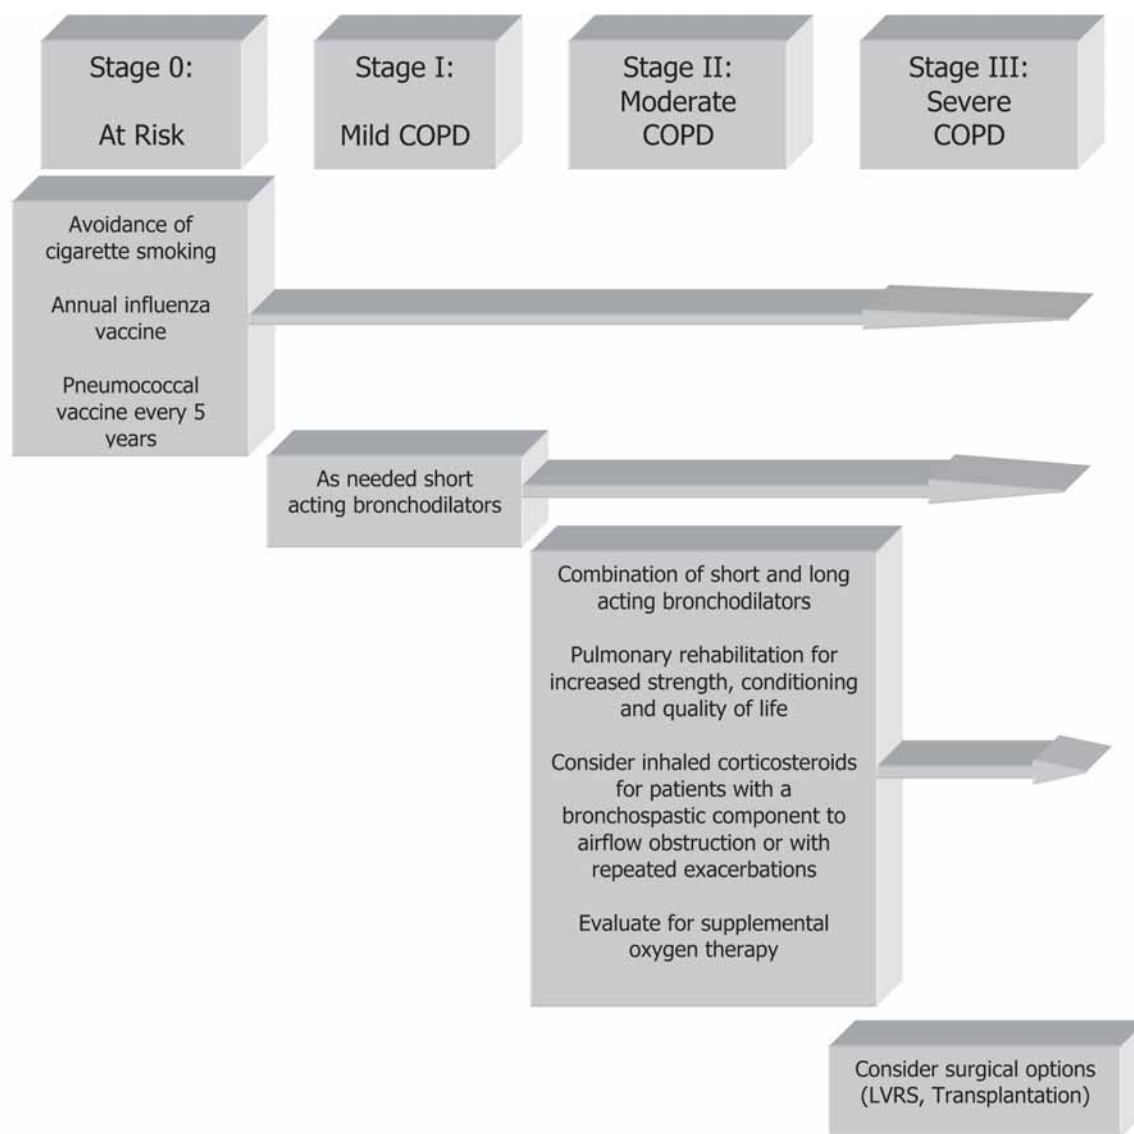 Stage 0:
At Risk
Stage I:
Mild COPD
Stage II:
Moderate
COPD
Stage III:
Severe
COPD
Avoidance of
cigarette smoking
Annual influenza
vaccine
Pneumococcal
vaccine every 5
years
As needed short
acting bronchodilators
Combination of short and long
acting bronchodilators
Pulmonary rehabilitation for
increased strength, conditioning
and quality of life
Consider inhaled corticosteroids
for patients with a
bronchospastic component to
airflow obstruction or with
repeated exacerbations
Evaluate for supplemental
oxygen therapy
Consider surgical options
(LVRS, Transplantation)